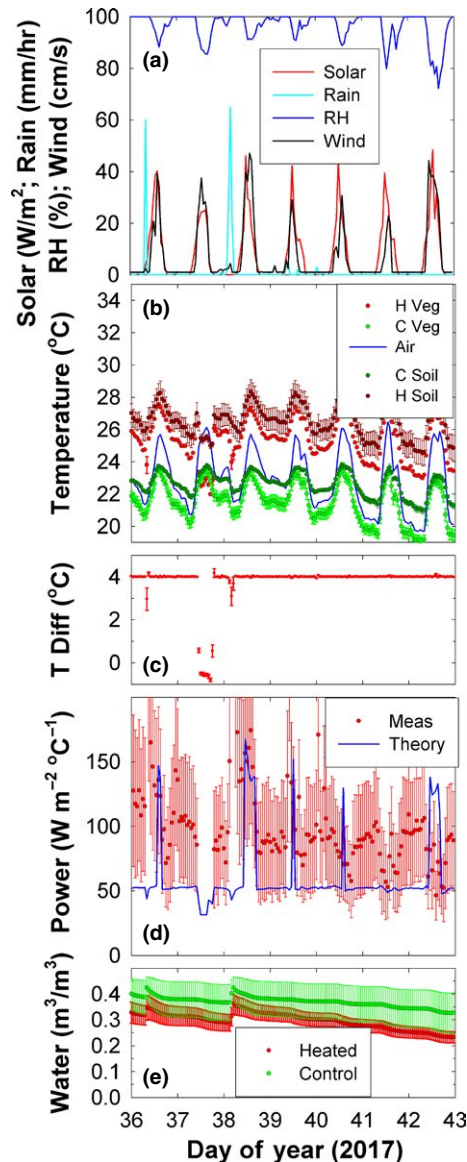 100
80
60
40
20
0
Solar (W/m²; Rain (mm/hr)
RH (%); Wind (cm/s)
(a)
Solar
Rain
RH
Wind
34
32
30
28
26
24
22
20
Temperature (°C)
(b)
H Veg
C Veg
Air
C Soil
H Soil
4
2
0
T Diff (°C)
(c)
150
100
50
0
Power (W m⁻² °C⁻¹)
Meas
Theory
(d)
0.4
0.3
0.2
0.1
0.0
Water (m³/m³)
(e)
Heated
Control
36 37 38 39 40 41 42 43
Day of year (2017)